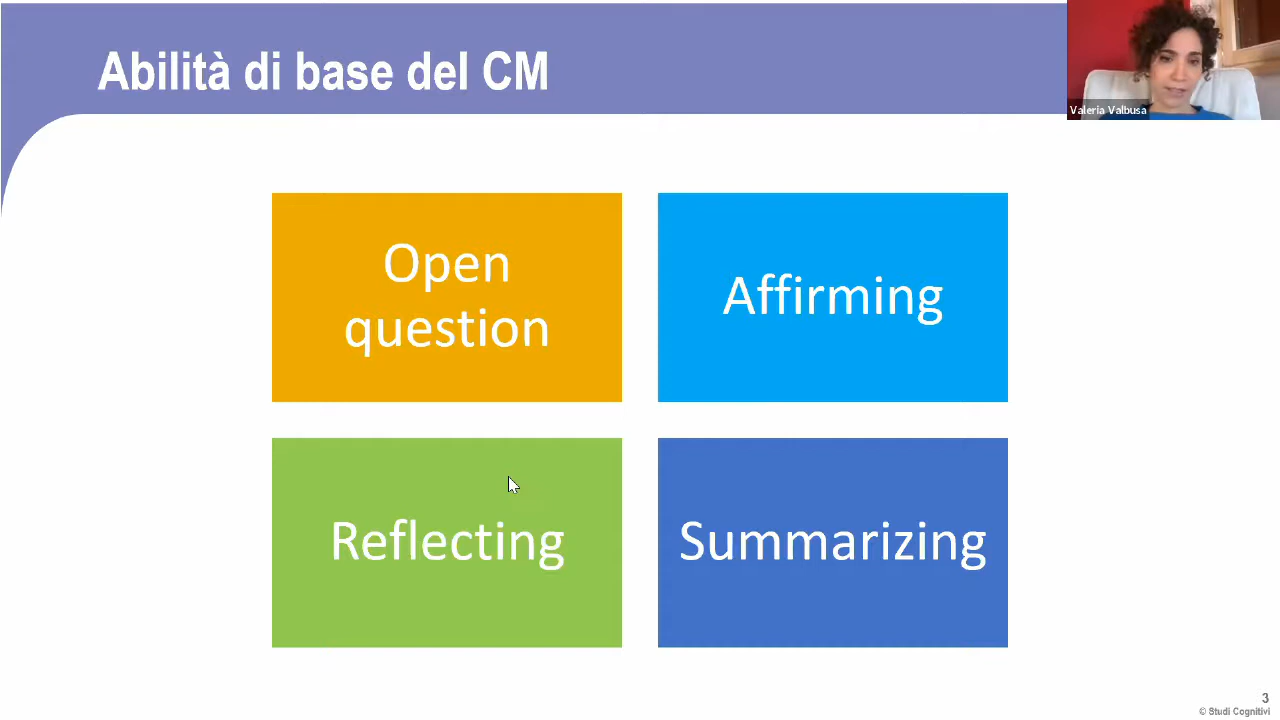 Abilità di base del CM
Valeria Valbusa
Open
question
Affirming
Reflecting
Summarizing
3
© Studi Cognitivi